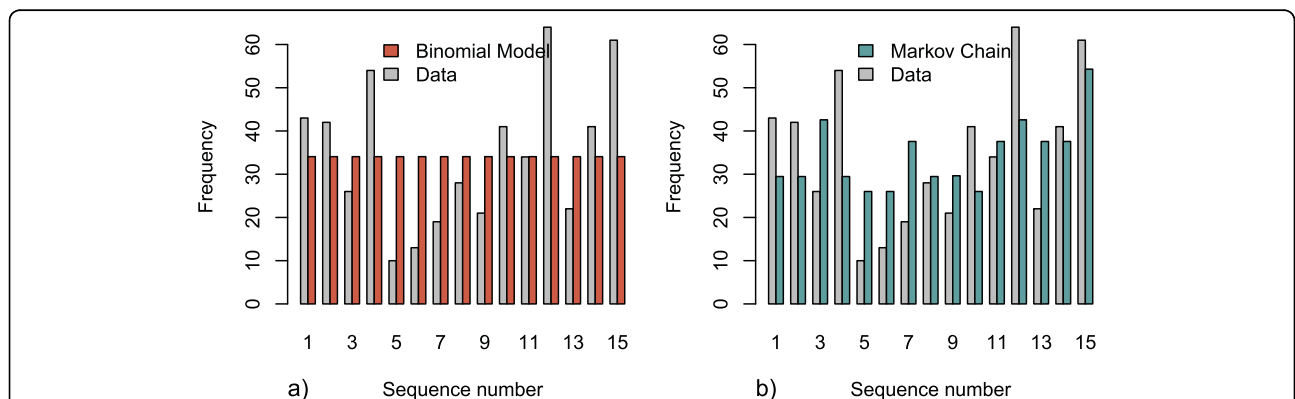 Binomial Model
Data
Frequency
60
50
40
30
20
10
0
1 3 5 7 9 11 13 15
a) Sequence number
Markov Chain
Data
Frequency
60
50
40
30
20
10
0
1 3 5 7 9 11 13 15
b) Sequence number